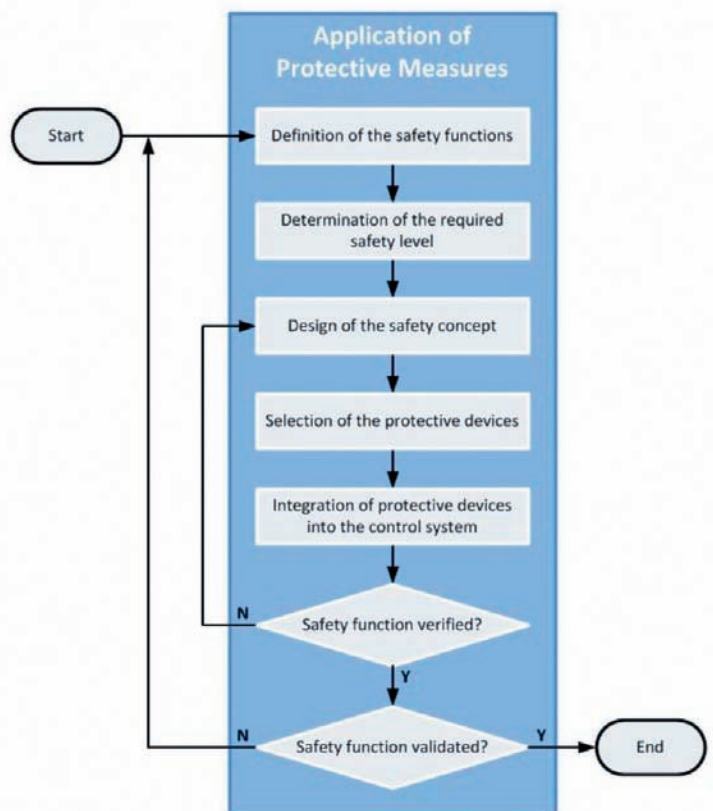 Application of
Protective Measures
Start
Definition of the safety functions
Determination of the required
safety level
Design of the safety concept
Selection of the protective devices
Integration of protective devices
into the control system
N
Safety function verified?
Y
N
Safety function validated?
Y
End